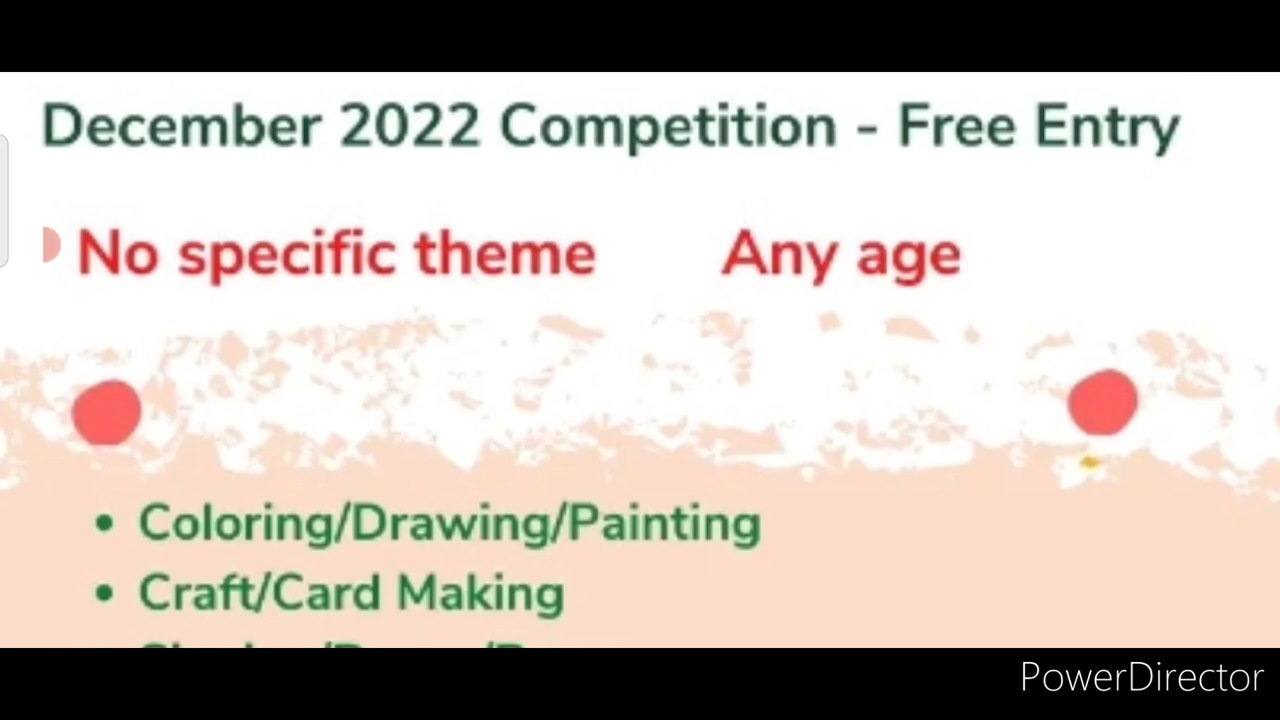 December 2022 Competition - Free Entry
No specific theme Any age
• Coloring/Drawing/Painting
• Craft/Card Making
PowerDirector